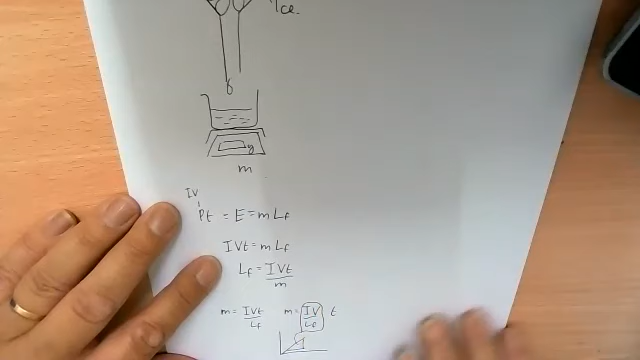 Ice
g
m
IV
Pt = E = mLf
IVt = mLf
Lf = IVt/m
m = IVt/Lf m = IV/Lf t